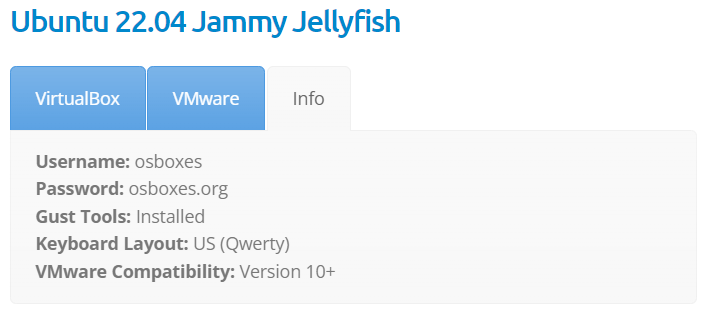 Ubuntu 22.04 Jammy Jellyfish
VirtualBox VMware Info
Username: osboxes
Password: osboxes.org
Gust Tools: Installed
Keyboard Layout: US (Qwerty)
VMware Compatibility: Version 10+